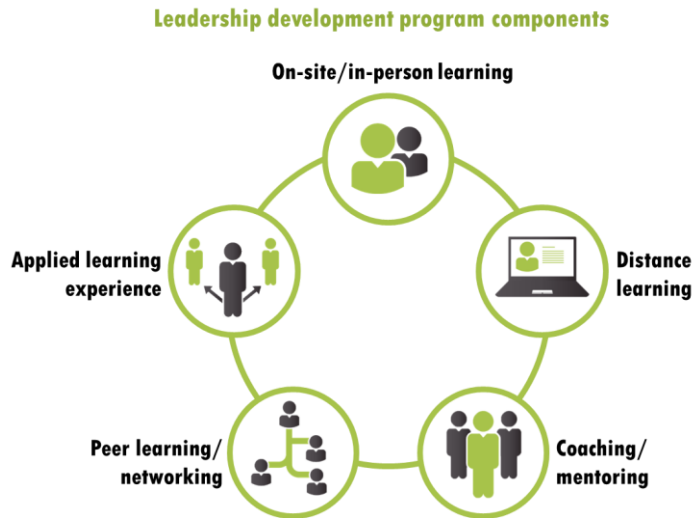 Leadership development program components
On-site/in-person learning
Applied learning
experience
Distance
learning
Peer learning/
networking
Coaching/
mentoring